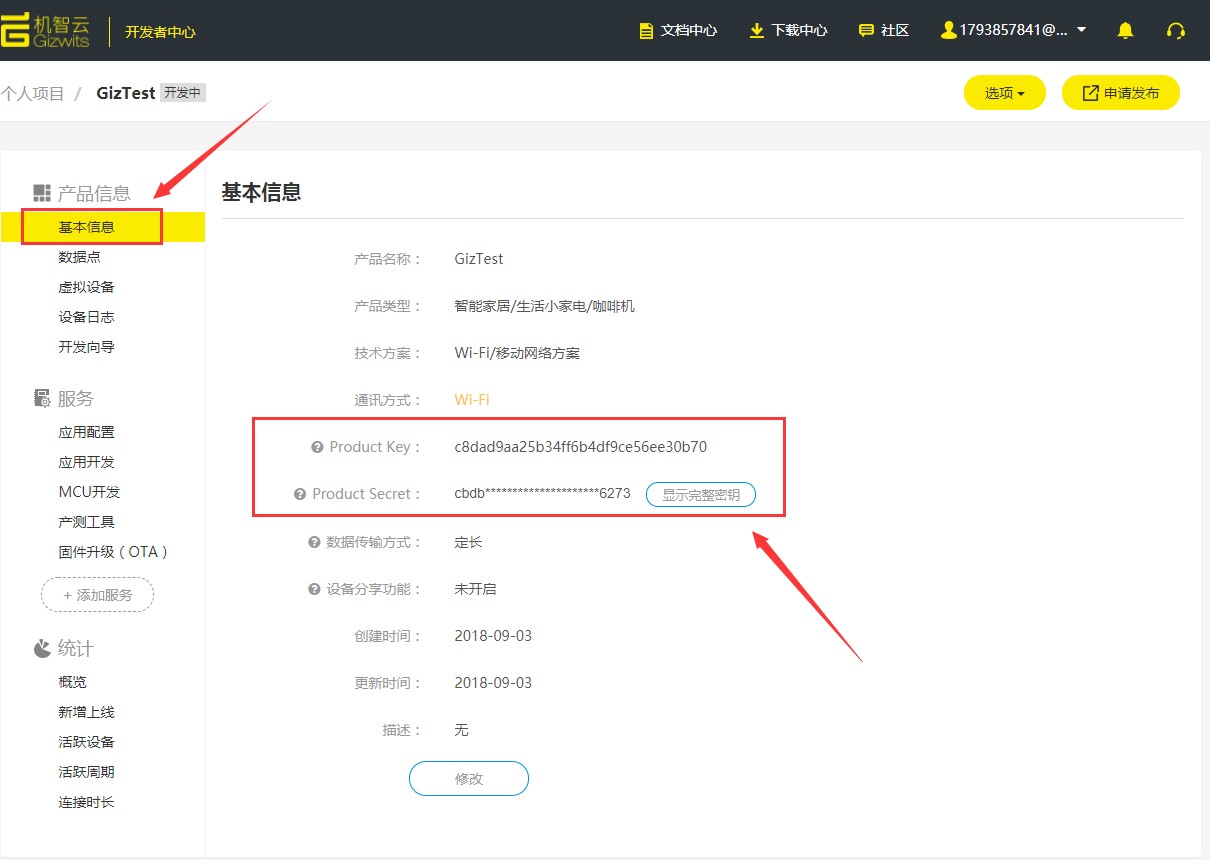 机智云
Gizwits
开发者中心
文档中心
下载中心
社区
1793857841@...
个人项目 / GizTest 开发中
选项
申请发布
产品信息
基本信息
数据点
虚拟设备
设备日志
开发向导
服务
应用配置
应用开发
MCU开发
产测工具
固件升级（OTA）
+ 添加服务
统计
概览
新增上线
活跃设备
活跃周期
连接时长
基本信息
产品名称： GizTest
产品类型： 智能家居/生活小家电/咖啡机
技术方案： Wi-Fi/移动网络方案
通讯方式： Wi-Fi
Product Key： c8dad9aa25b34ff6b4df9ce56ee30b70
Product Secret： cbdb*********************6273 显示完整密钥
数据传输方式： 定长
设备分享功能： 未开启
创建时间： 2018-09-03
更新时间： 2018-09-03
描述： 无
修改